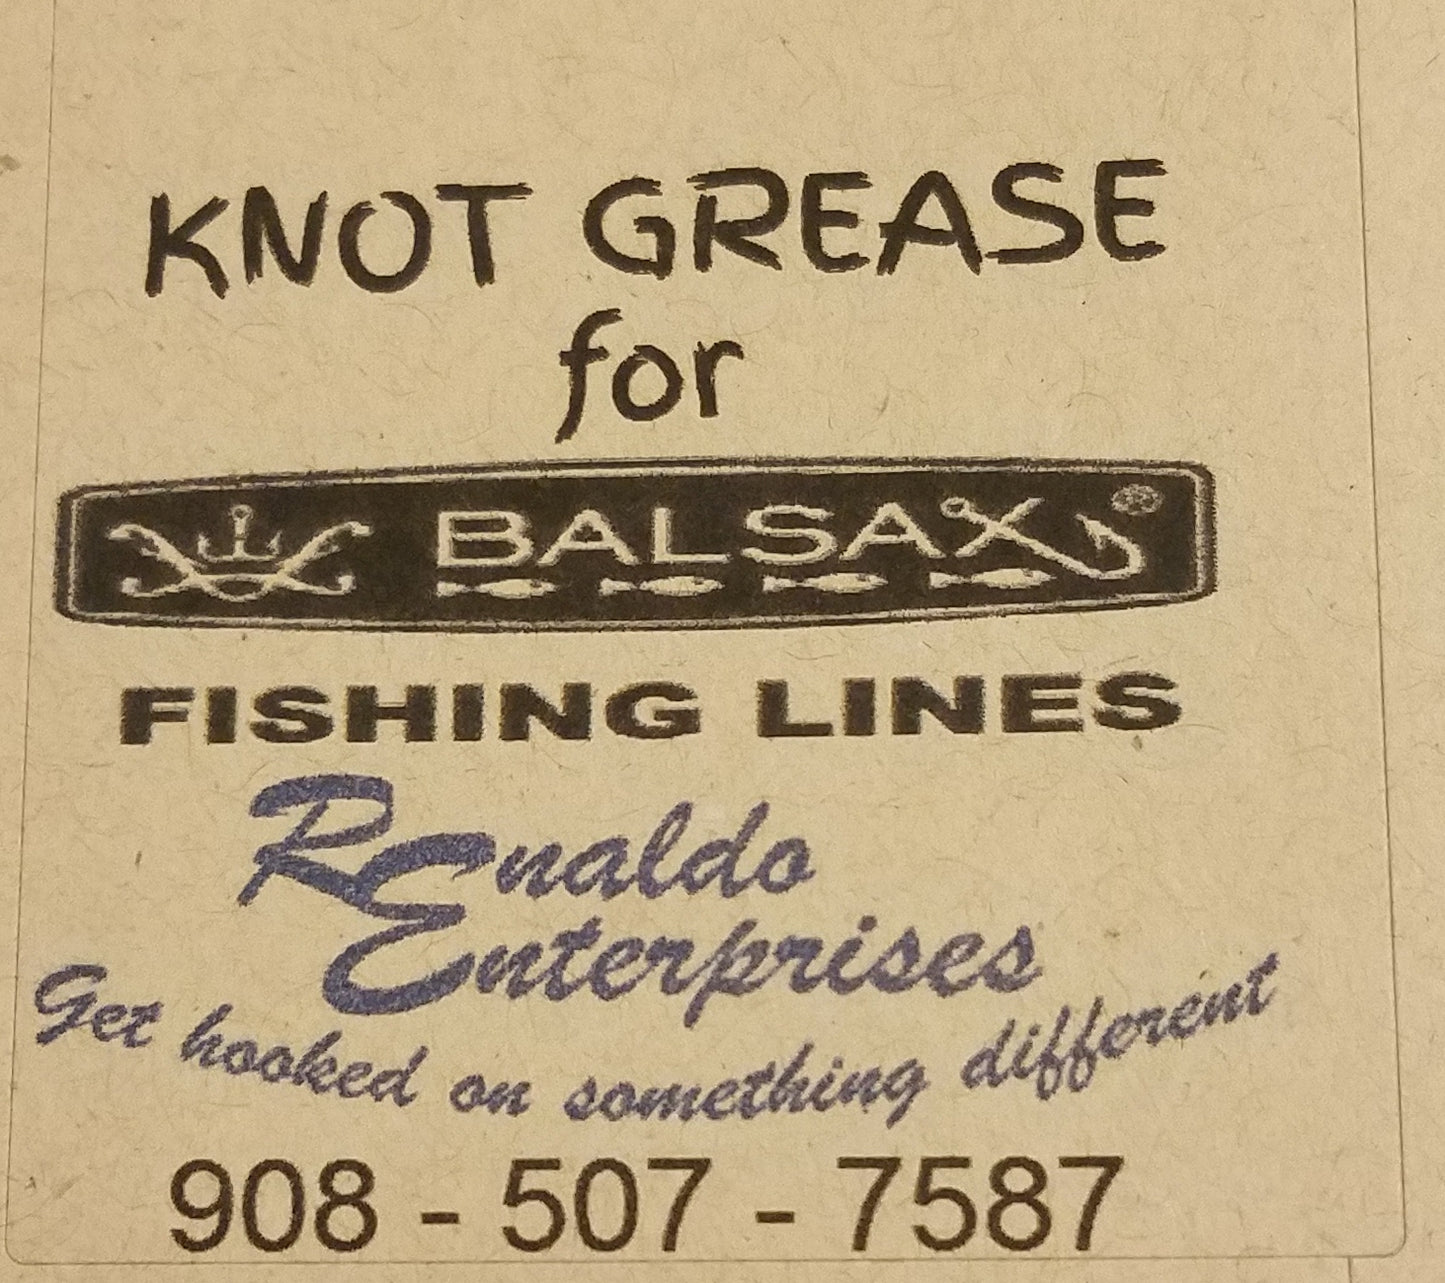 KNOT GREASE
for
BALSAX®
FISHING LINES
Renaldo
Enterprises
Get hooked on something different
908 - 507 - 7587